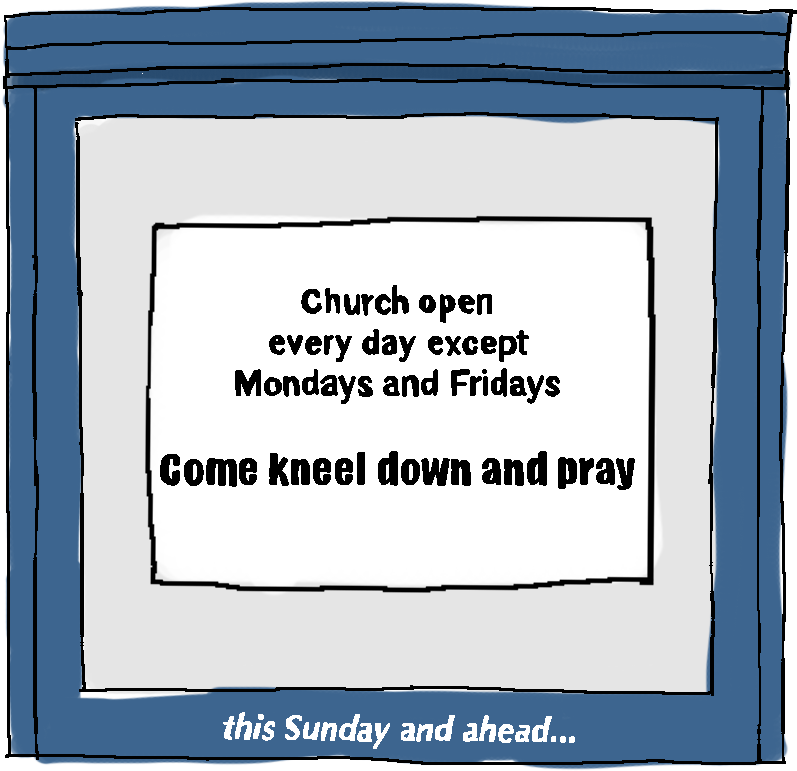 Church open
every day except
Mondays and Fridays
Come kneel down and pray
this Sunday and ahead...